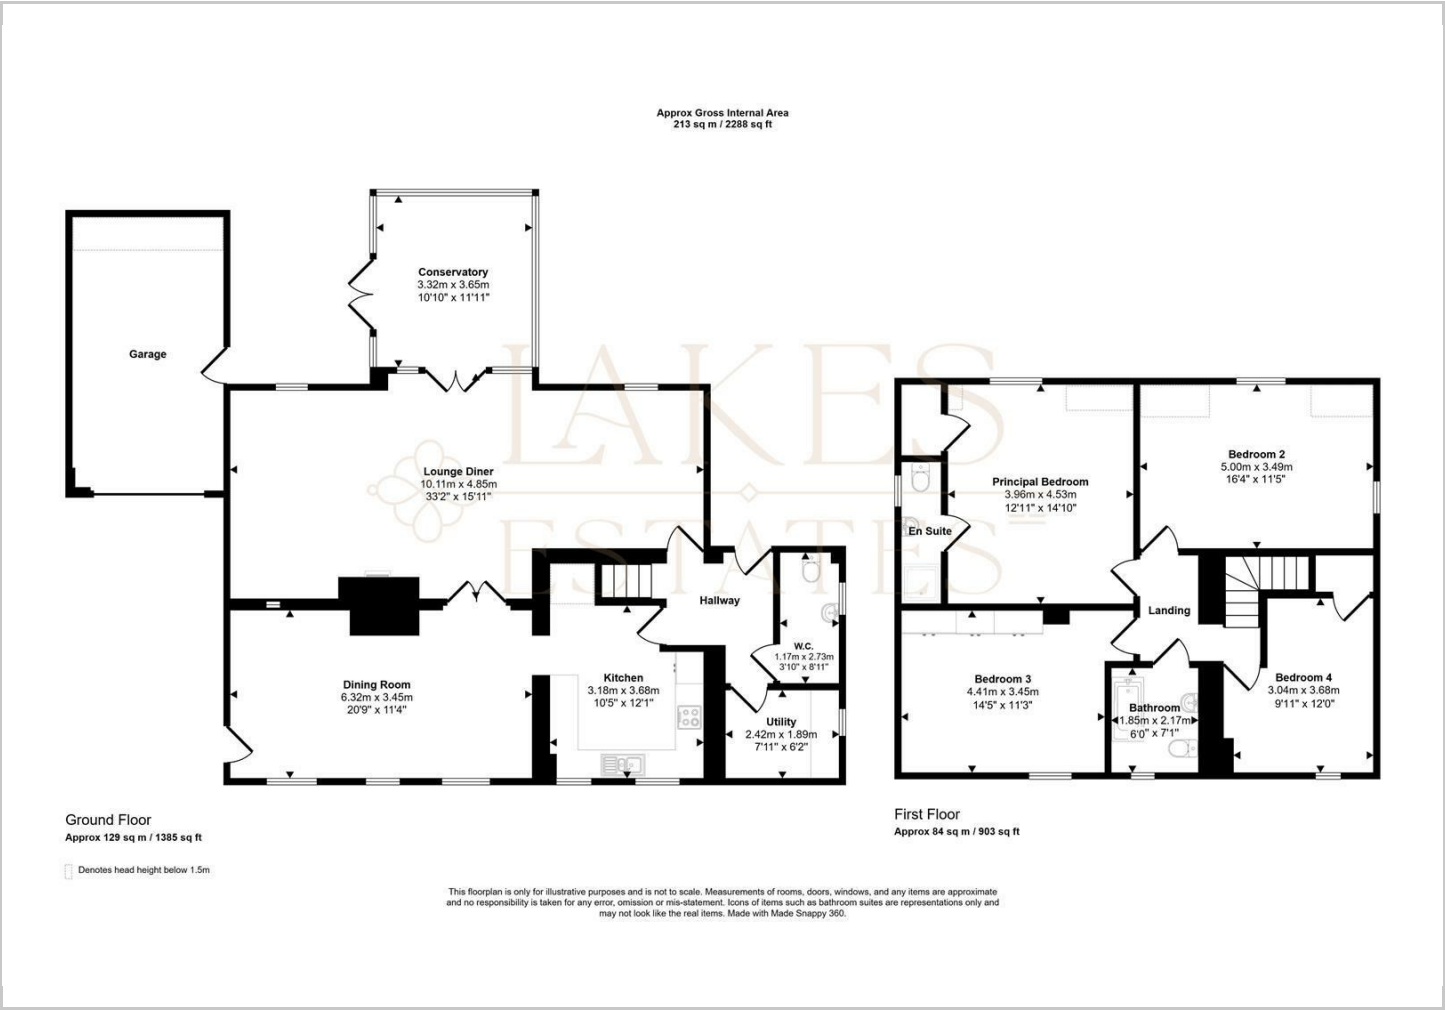 Approx Gross Internal Area
213 sq m / 2288 sq ft
Conservatory
3.32m x 3.65m
10'10" x 11'11"
Garage
LAKES
ESTATES
Lounge Diner
10.11m x 4.85m
33'2" x 15'11"
Hallway
W.C.
1.17m x 2.73m
3'10" x 8'11"
Dining Room
6.32m x 3.45m
20'9" x 11'4"
Kitchen
3.18m x 3.68m
10'5" x 12'1"
Utility
2.42m x 1.89m
7'11" x 6'2"
Principal Bedroom
3.96m x 4.53m
12'11" x 14'10"
Bedroom 2
5.00m x 3.49m
16'4" x 11'5"
En Suite
Landing
Bedroom 3
4.41m x 3.45m
14'5" x 11'3"
Bathroom
1.85m x 2.17m
6'0" x 7'1"
Bedroom 4
3.04m x 3.68m
9'11" x 12'0"
Ground Floor
Approx 129 sq m / 1385 sq ft
First Floor
Approx 84 sq m / 903 sq ft
Denotes head height below 1.5m
This floorplan is only for illustrative purposes and is not to scale. Measurements of rooms, doors, windows, and any items are approximate
and no responsibility is taken for any error, omission or mis-statement. Icons of items such as bathroom suites are representations only and
may not look like the real items. Made with Made Snappy 360.